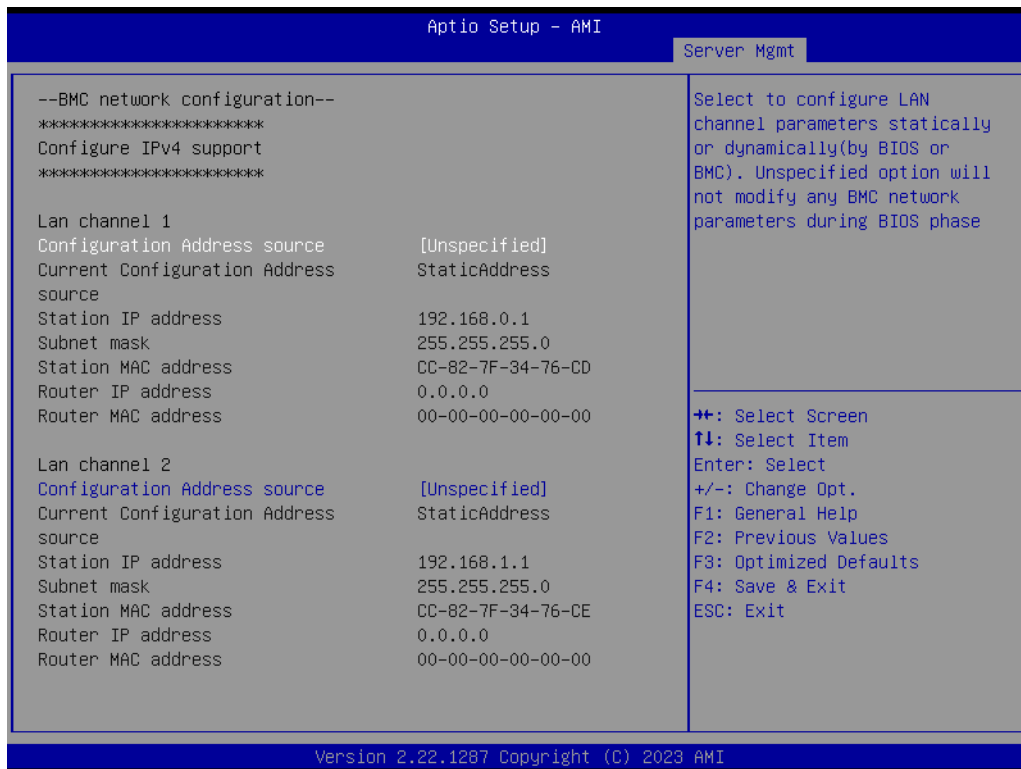 Aptio Setup – AMI
Server Mgmt
--BMC network configuration--
**********************
Configure IPv4 support
**********************
Lan channel 1
Configuration Address source [Unspecified]
Current Configuration Address StaticAddress
source
Station IP address 192.168.0.1
Subnet mask 255.255.255.0
Station MAC address CC-82-7F-34-76-CD
Router IP address 0.0.0.0
Router MAC address 00-00-00-00-00-00
Lan channel 2
Configuration Address source [Unspecified]
Current Configuration Address StaticAddress
source
Station IP address 192.168.1.1
Subnet mask 255.255.255.0
Station MAC address CC-82-7F-34-76-CE
Router IP address 0.0.0.0
Router MAC address 00-00-00-00-00-00
Select to configure LAN
channel parameters statically
or dynamically(by BIOS or
BMC). Unspecified option will
not modify any BMC network
parameters during BIOS phase
→←: Select Screen
↑↓: Select Item
Enter: Select
+/-: Change Opt.
F1: General Help
F2: Previous Values
F3: Optimized Defaults
F4: Save & Exit
ESC: Exit
Version 2.22.1287 Copyright (C) 2023 AMI